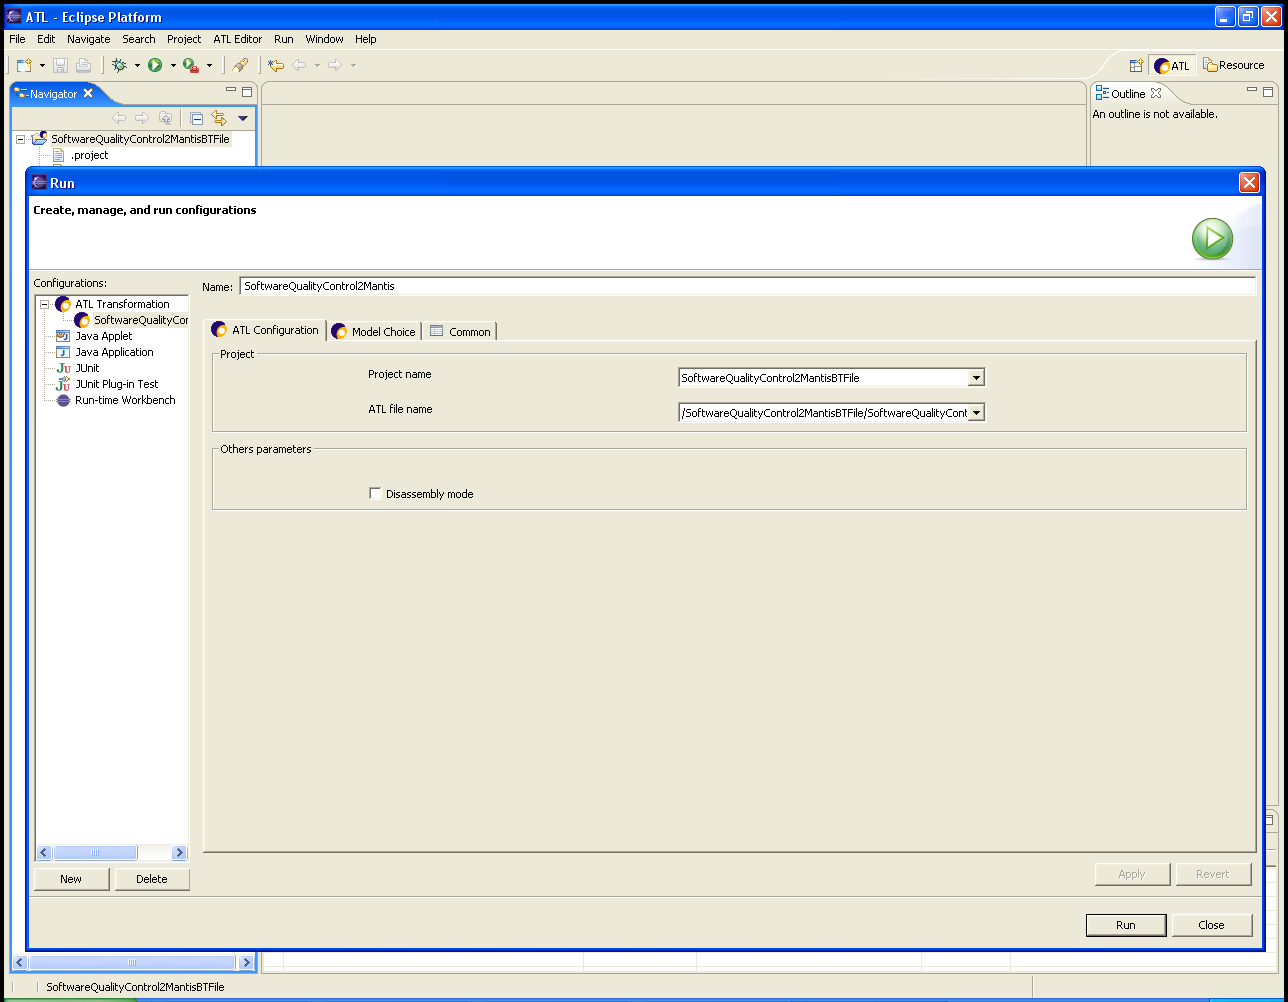 ATL - Eclipse Platform
File Edit Navigate Search Project ATL Editor Run Window Help
ATL Resource
Navigator
Outline
SoftwareQualityControl2MantisBTFile
.project
An outline is not available.
Run
Create, manage, and run configurations
Configurations:
ATL Transformation
SoftwareQualityCor
Java Applet
Java Application
JUnit
JUnit Plug-in Test
Run-time Workbench
New Delete
Name: SoftwareQualityControl2Mantis
ATL Configuration Model Choice Common
Project
Project name SoftwareQualityControl2MantisBTFile
ATL file name /SoftwareQualityControl2MantisBTFile/SoftwareQualityCont
Others parameters
Disassembly mode
Apply Revert
Run Close
SoftwareQualityControl2MantisBTFile